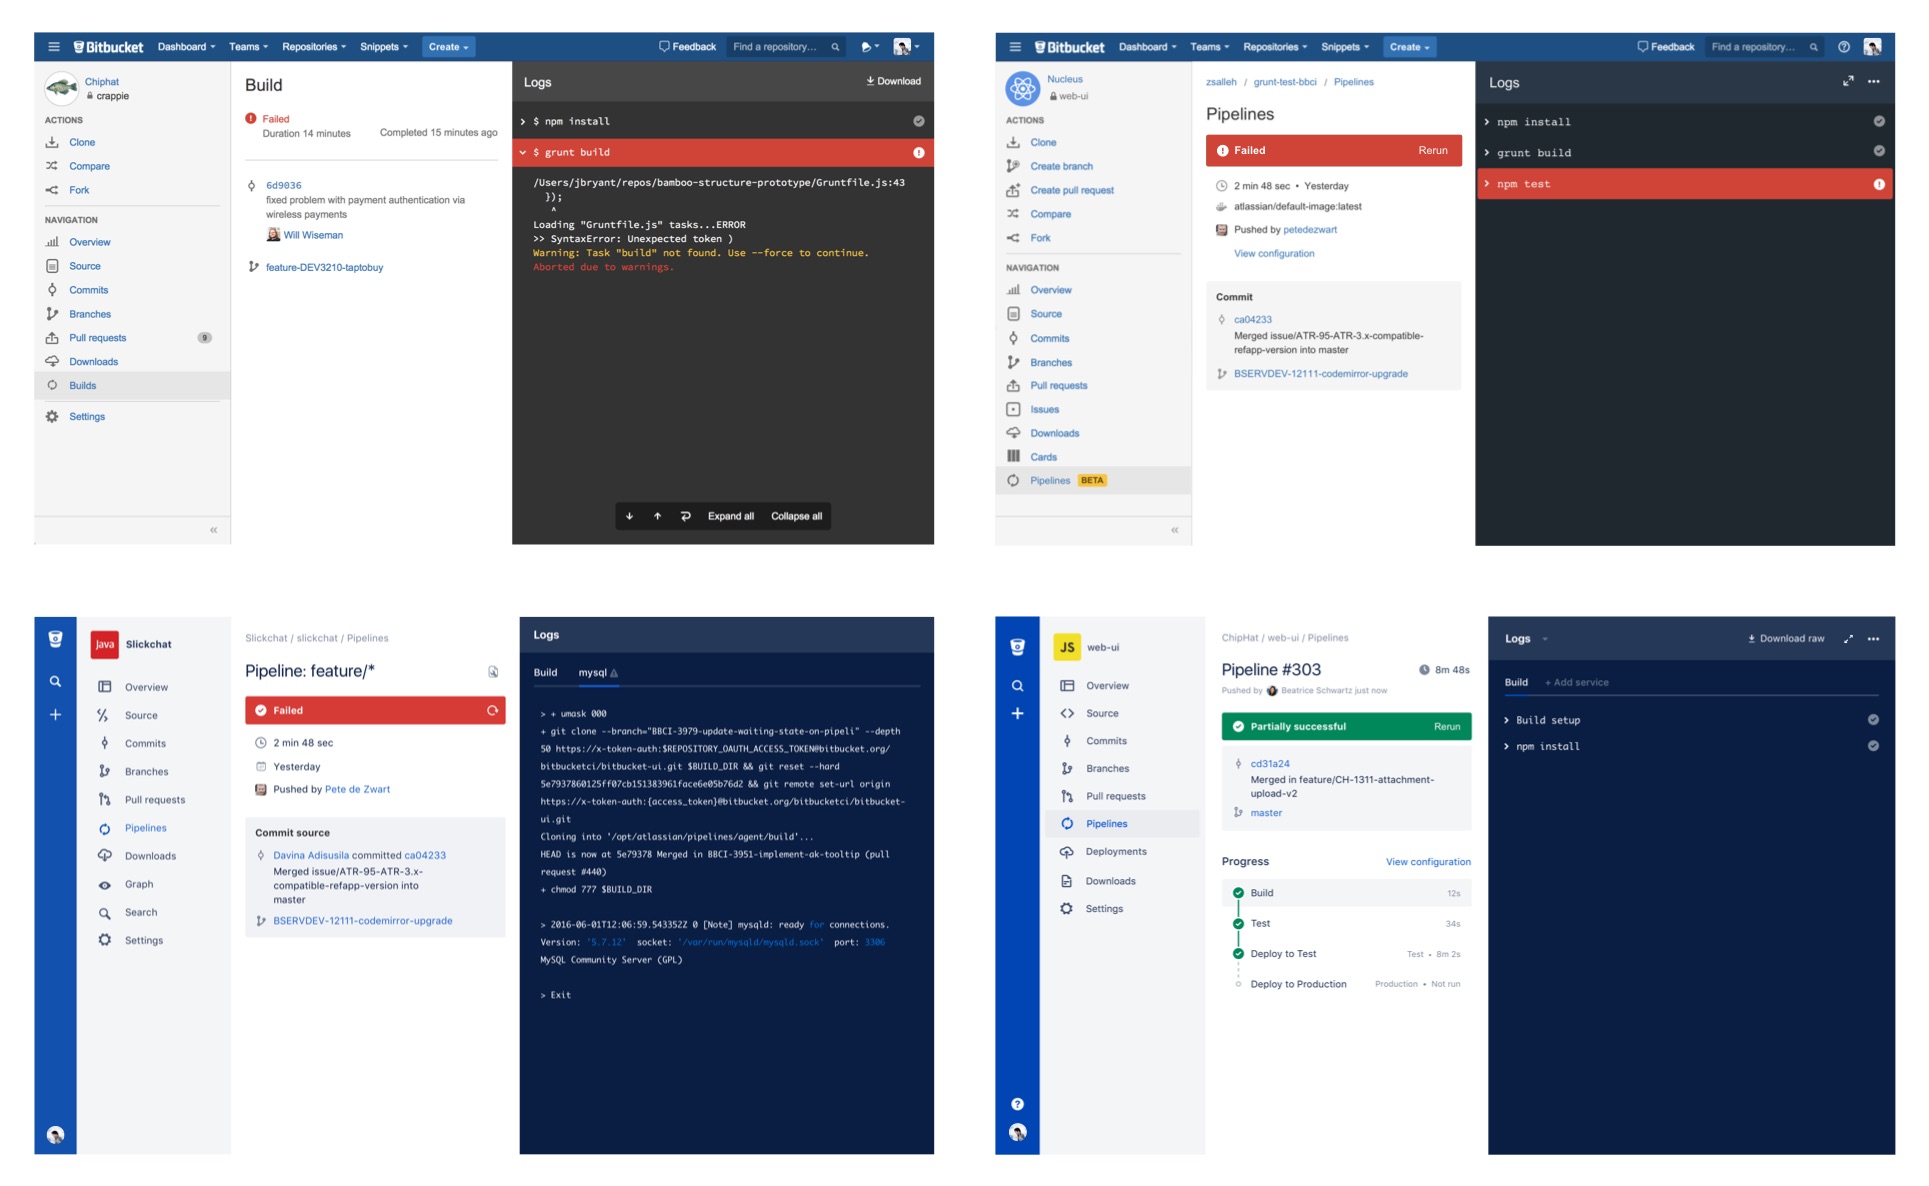 Bitbucket Dashboard Teams Repositories Snippets Create Feedback Find a repository...
Chiphat
crappie
ACTIONS
Clone
Compare
Fork
NAVIGATION
Overview
Source
Commits
Branches
Pull requests 9
Downloads
Builds
Settings
«
Build
Failed
Duration 14 minutes Completed 15 minutes ago
6d9036
fixed problem with payment authentication via
wireless payments
Will Wiseman
feature-DEV3210-taptobuy
Logs Download
> $ npm install
$ grunt build
/Users/jbryant/repos/bamboo-structure-prototype/Gruntfile.js:43
});
^
Loading "Gruntfile.js" tasks...ERROR
>> SyntaxError: Unexpected token )
Warning: Task "build" not found. Use --force to continue.
Aborted due to warnings.
Expand all Collapse all
Bitbucket Dashboard Teams Repositories Snippets Create Feedback Find a repository...
Nucleus
web-ui
ACTIONS
Clone
Create branch
Create pull request
Compare
Fork
NAVIGATION
Overview
Source
Commits
Branches
Pull requests
Issues
Downloads
Cards
Pipelines BETA
«
zsalleh / grunt-test-bbci / Pipelines
Pipelines
Failed Rerun
2 min 48 sec • Yesterday
atlassian/default-image:latest
Pushed by petedezwart
View configuration
Commit
ca04233
Merged issue/ATR-95-ATR-3.x-compatible-
refapp-version into master
BSERVDEV-12111-codemirror-upgrade
Logs
> npm install
> grunt build
> npm test
Java Slickchat
Overview
Source
Commits
Branches
Pull requests
Pipelines
Downloads
Graph
Search
Settings
Slickchat / slickchat / Pipelines
Pipeline: feature/*
Failed
2 min 48 sec
Yesterday
Pushed by Pete de Zwart
Commit source
Davina Adisusila committed ca04233
Merged issue/ATR-95-ATR-3.x-
compatible-refapp-version into
master
BSERVDEV-12111-codemirror-upgrade
Logs
Build mysql
> + umask 000
+ git clone --branch="BBCI-3979-update-waiting-state-on-pipeli" --depth
50 https://x-token-auth:$REPOSITORY_OAUTH_ACCESS_TOKEN@bitbucket.org/
bitbucketci/bitbucket-ui.git $BUILD_DIR && git reset --hard
5e7937860125ff07cb151383961face6e05b76d2 && git remote set-url origin
https://x-token-auth:{access_token}@bitbucket.org/bitbucketci/bitbucket-
ui.git
Cloning into '/opt/atlassian/pipelines/agent/build'...
HEAD is now at 5e79378 Merged in BBCI-3951-implement-ak-tooltip (pull
request #440)
+ chmod 777 $BUILD_DIR
> 2016-06-01T12:06:59.543352Z 0 [Note] mysqld: ready for connections.
Version: '5.7.12' socket: '/var/run/mysqld/mysqld.sock' port: 3306
MySQL Community Server (GPL)
> Exit
JS web-ui
Overview
Source
Commits
Branches
Pull requests
Pipelines
Deployments
Downloads
Settings
ChipHat / web-ui / Pipelines
Pipeline #303 8m 48s
Pushed by Beatrice Schwartz just now
Partially successful Rerun
cd31a24
Merged in feature/CH-1311-attachment-
upload-v2
master
Progress View configuration
Build 12s
Test 34s
Deploy to Test Test • 8m 2s
Deploy to Production Production • Not run
Logs Download raw
Build + Add service
> Build setup
> npm install